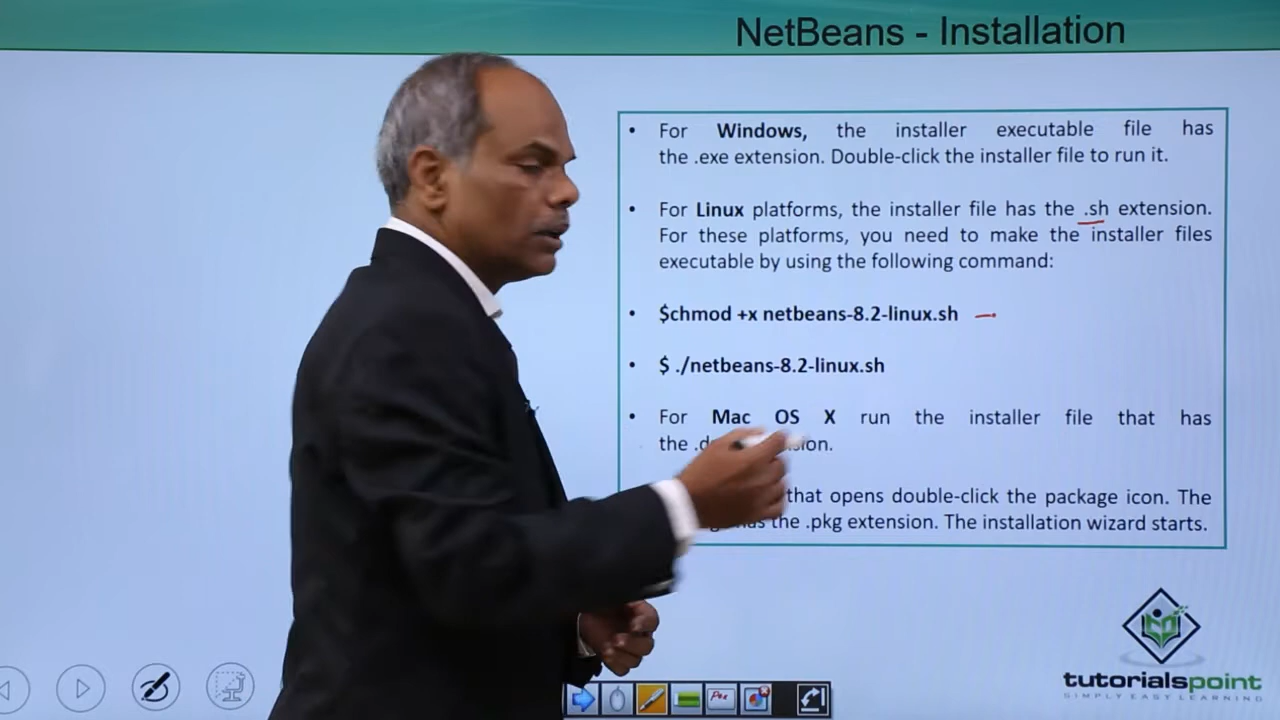 NetBeans - Installation
• For Windows, the installer executable file has
the .exe extension. Double-click the installer file to run it.
• For Linux platforms, the installer file has the .sh extension.
For these platforms, you need to make the installer files
executable by using the following command:
• $chmod +x netbeans-8.2-linux.sh
• $ ./netbeans-8.2-linux.sh
• For Mac OS X run the installer file that has
the
that opens double-click the package icon. The
the .pkg extension. The installation wizard starts.
tutorialspoint
SIMPLY EASY LEARNING